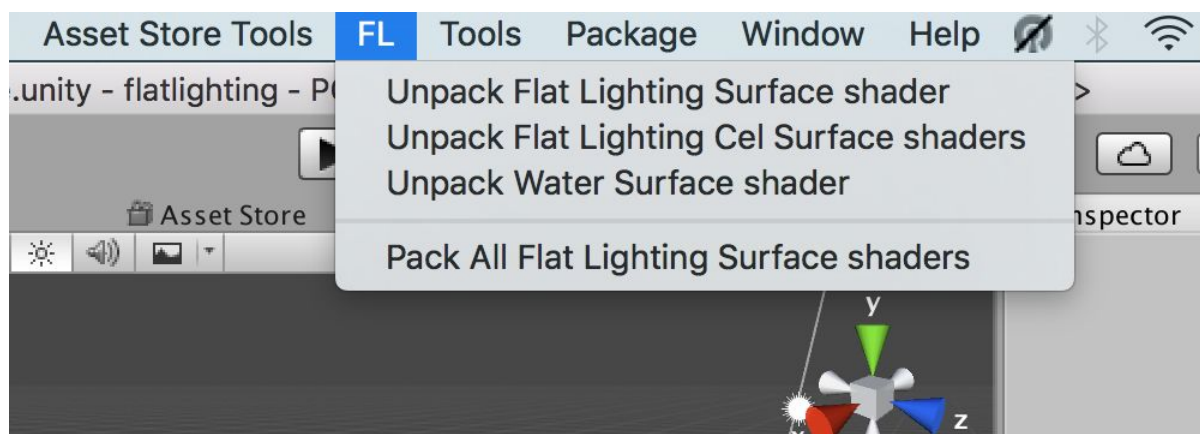 Asset Store Tools FL Tools Package Window Help
.unity - flatlighting - P >
Unpack Flat Lighting Surface shader
Unpack Flat Lighting Cel Surface shaders
Unpack Water Surface shader
Asset Store nspector
Pack All Flat Lighting Surface shaders
y
z